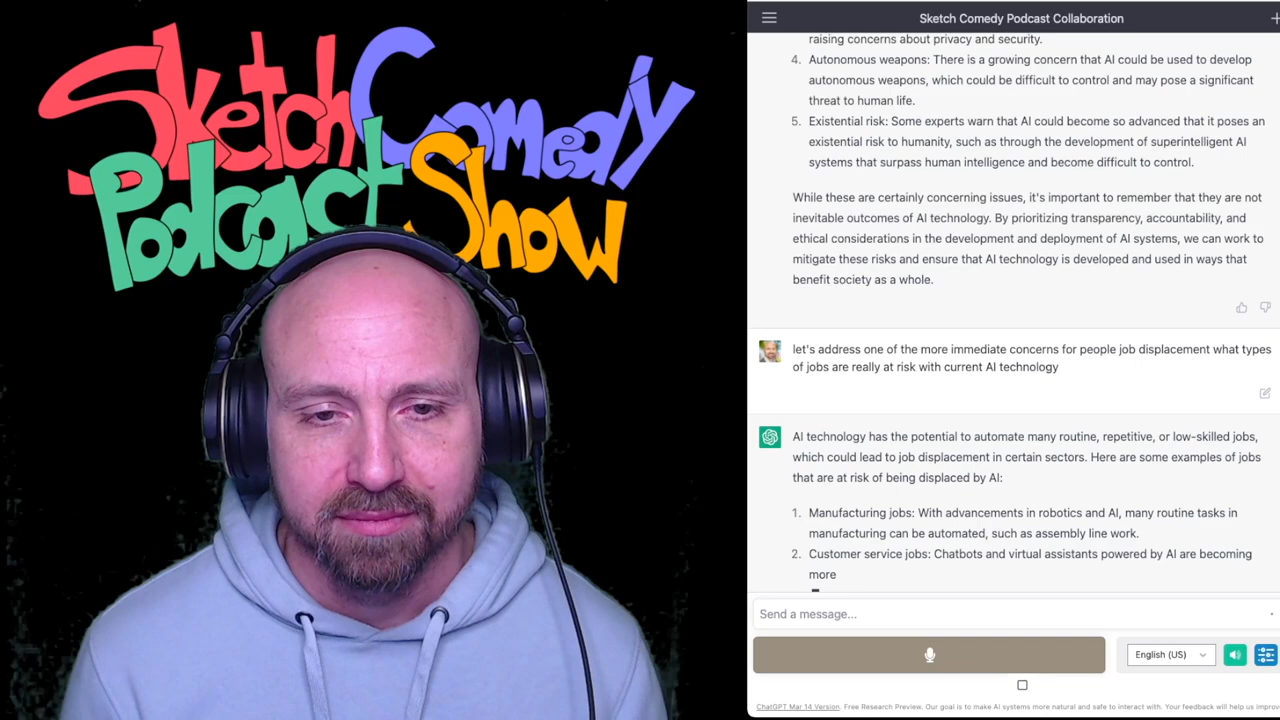 Sketch Comedy
Podcast Show
Sketch Comedy Podcast Collaboration
raising concerns about privacy and security.
4. Autonomous weapons: There is a growing concern that AI could be used to develop
autonomous weapons, which could be difficult to control and may pose a significant
threat to human life.
5. Existential risk: Some experts warn that AI could become so advanced that it poses an
existential risk to humanity, such as through the development of superintelligent AI
systems that surpass human intelligence and become difficult to control.
While these are certainly concerning issues, it's important to remember that they are not
inevitable outcomes of AI technology. By prioritizing transparency, accountability, and
ethical considerations in the development and deployment of AI systems, we can work to
mitigate these risks and ensure that AI technology is developed and used in ways that
benefit society as a whole.
let's address one of the more immediate concerns for people job displacement what types
of jobs are really at risk with current AI technology
AI technology has the potential to automate many routine, repetitive, or low-skilled jobs,
which could lead to job displacement in certain sectors. Here are some examples of jobs
that are at risk of being displaced by AI:
1. Manufacturing jobs: With advancements in robotics and AI, many routine tasks in
manufacturing can be automated, such as assembly line work.
2. Customer service jobs: Chatbots and virtual assistants powered by AI are becoming
more
Send a message...
English (US)
ChatGPT Mar 14 Version. Free Research Preview. Our goal is to make AI systems more natural and safe to interact with. Your feedback will help us improv